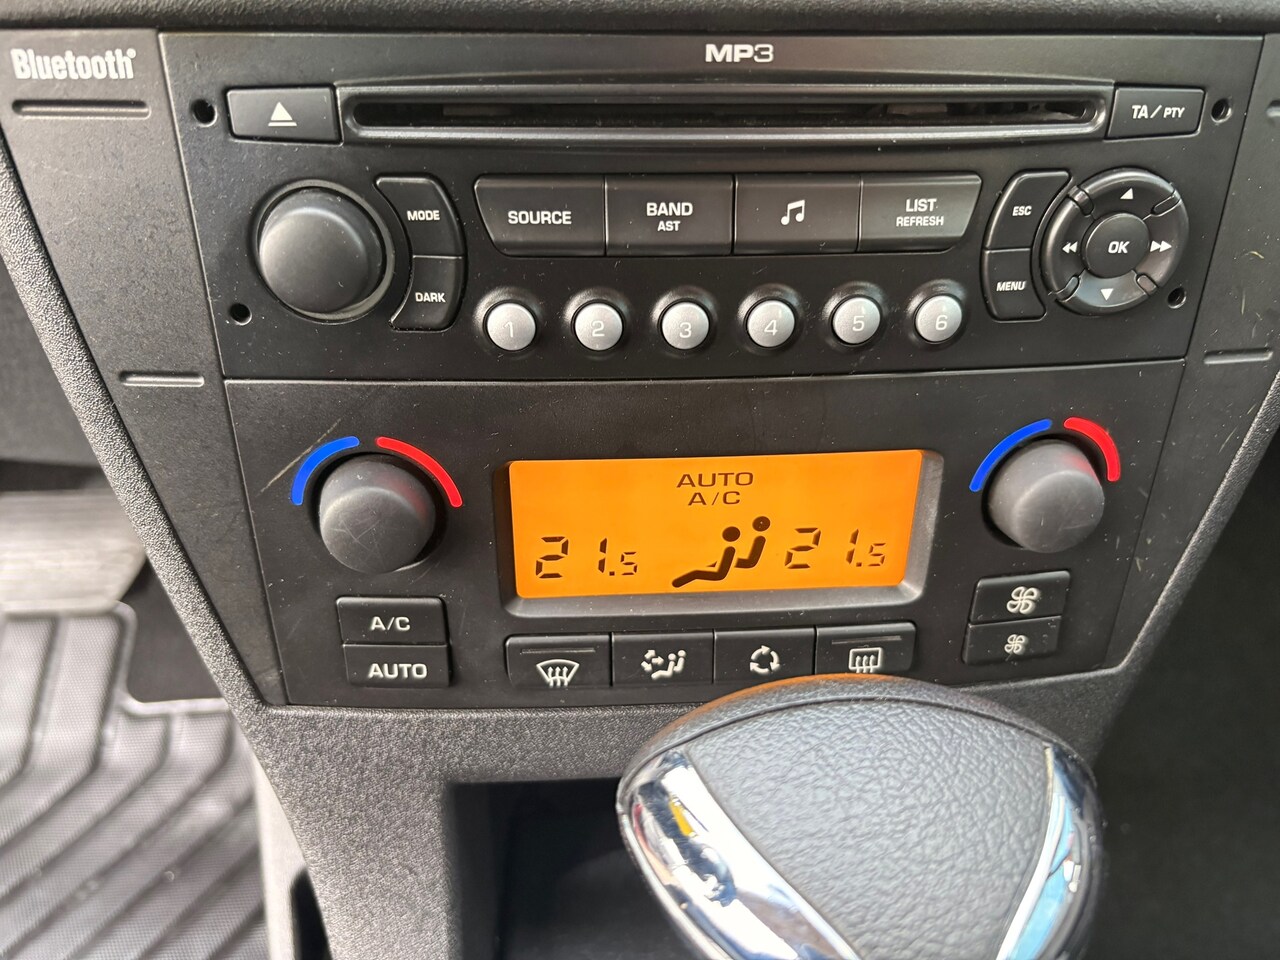 Bluetooth®
MP3
TA / PTY
MODE
SOURCE
BAND
AST
LIST
REFRESH
ESC
OK
DARK
MENU
1
2
3
4
5
6
AUTO
A/C
21.5
21.5
A/C
AUTO